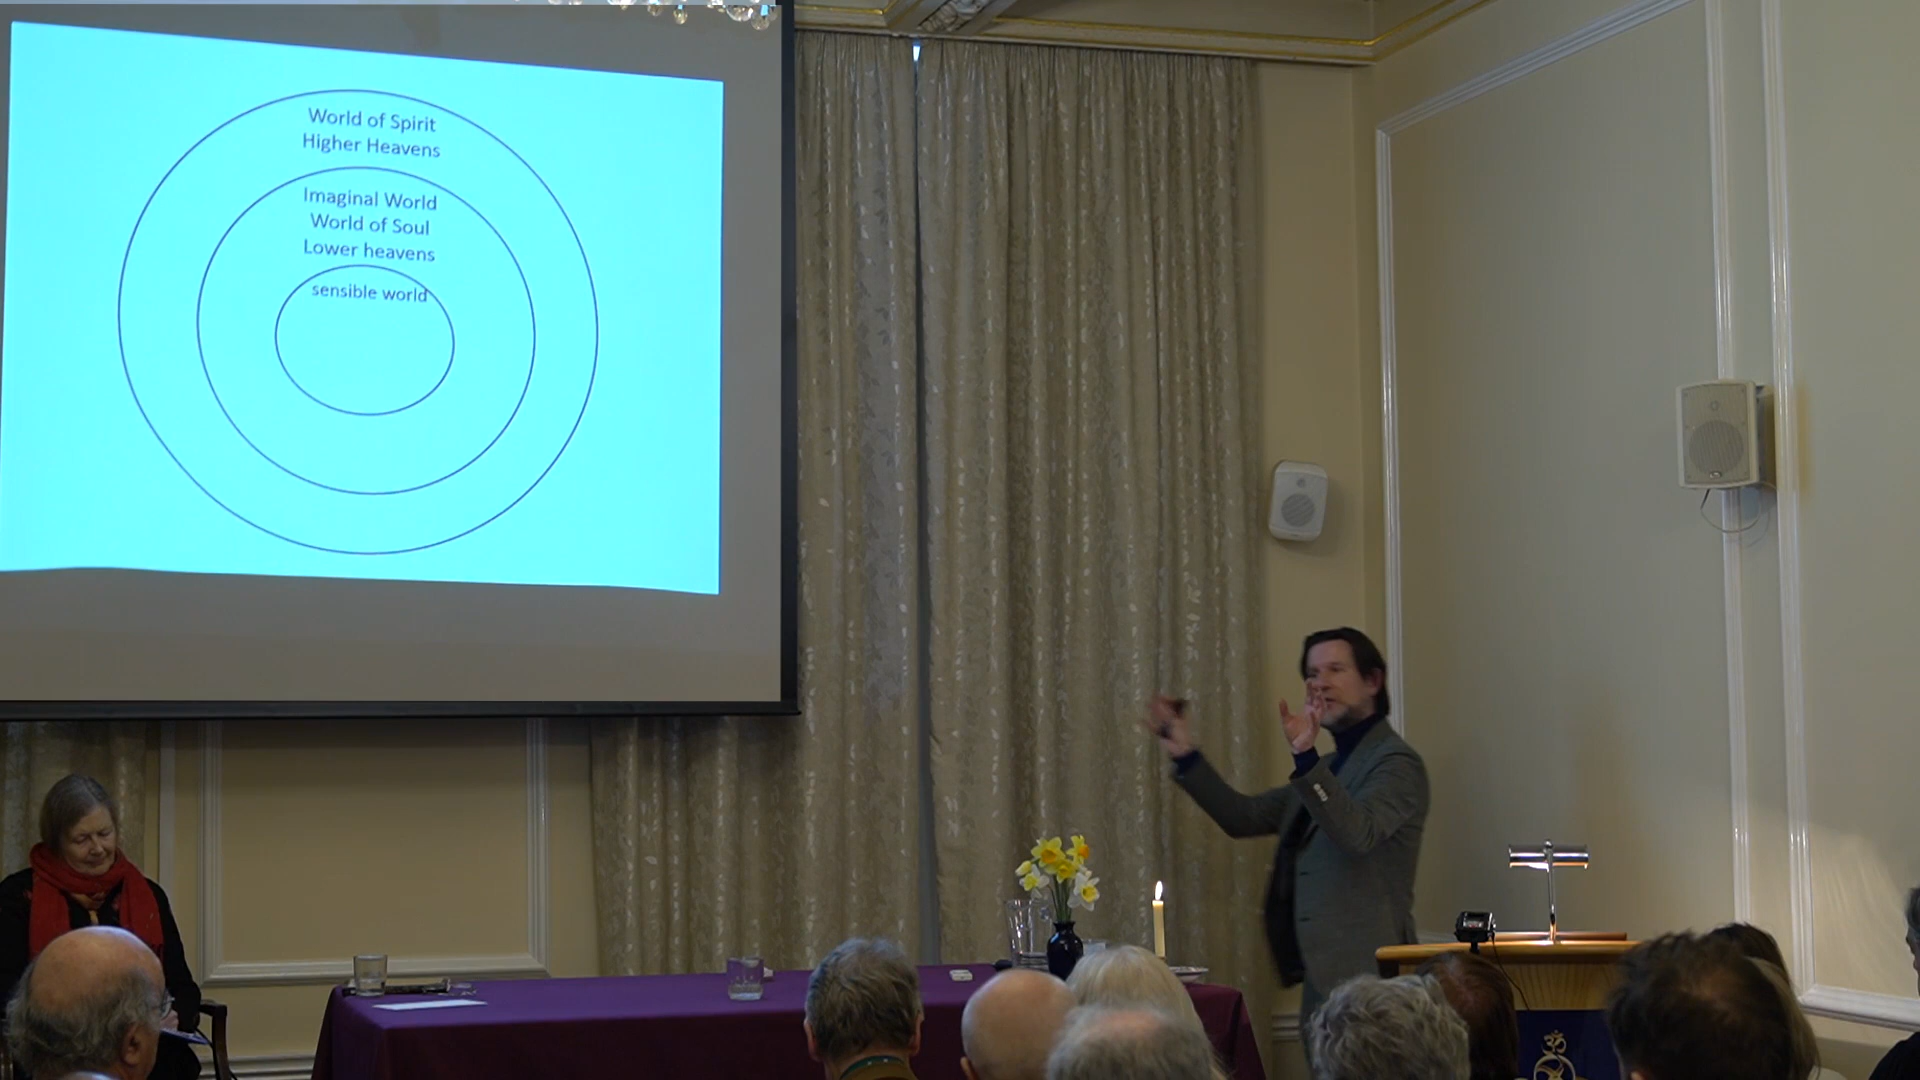 World of Spirit
Higher Heavens
Imaginal World
World of Soul
Lower heavens
sensible world
ॐ